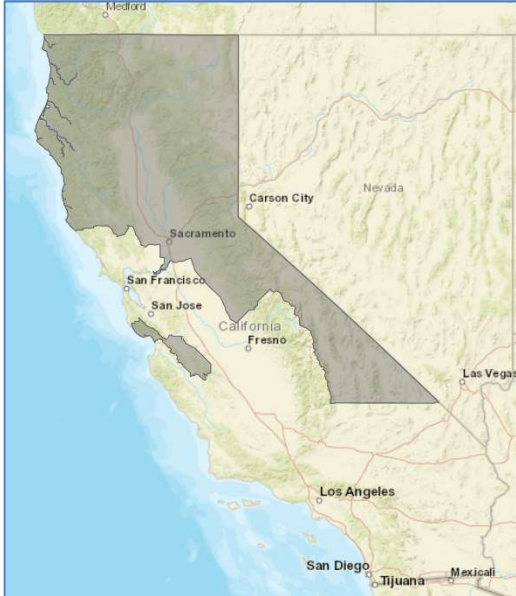 Medford
Carson City
Nevada
Sacramento
San Francisco
San Jose
California
Fresno
Las Vegas
Los Angeles
San Diego
Tijuana
Mexicali